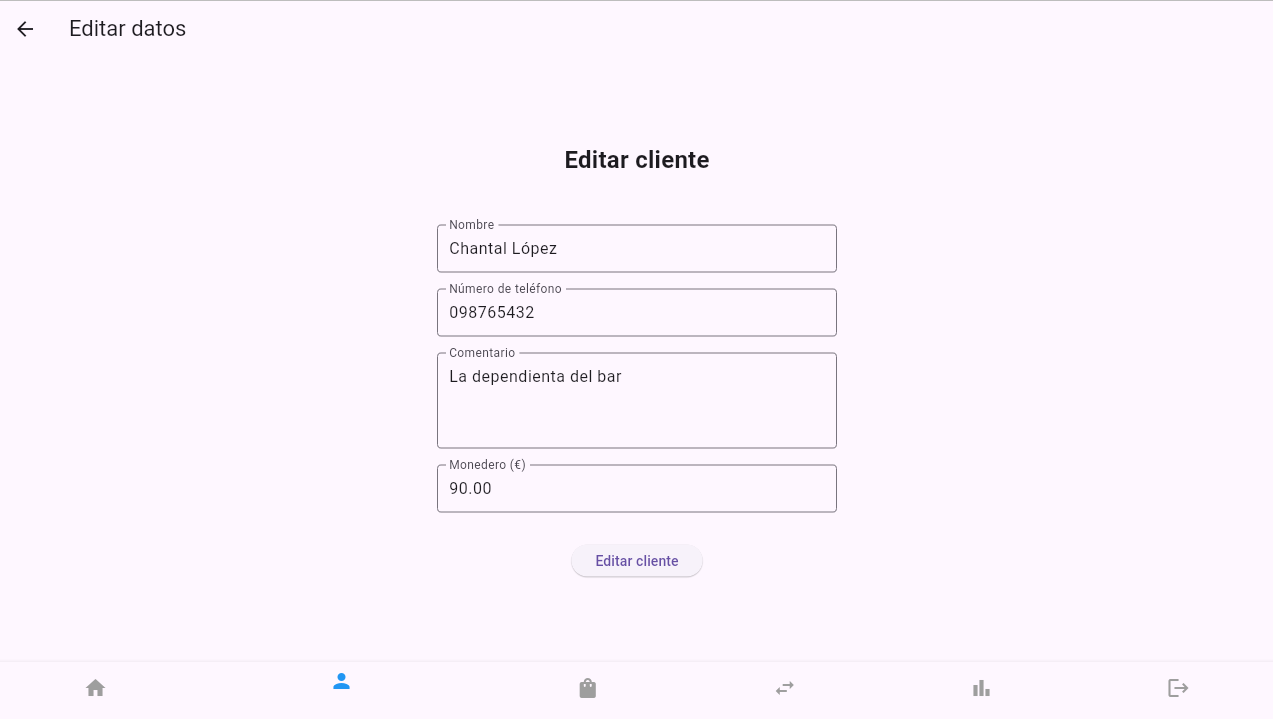 Editar datos
Editar cliente
Nombre
Chantal López
Número de teléfono
098765432
Comentario
La dependienta del bar
Monedero (€)
90.00
Editar cliente